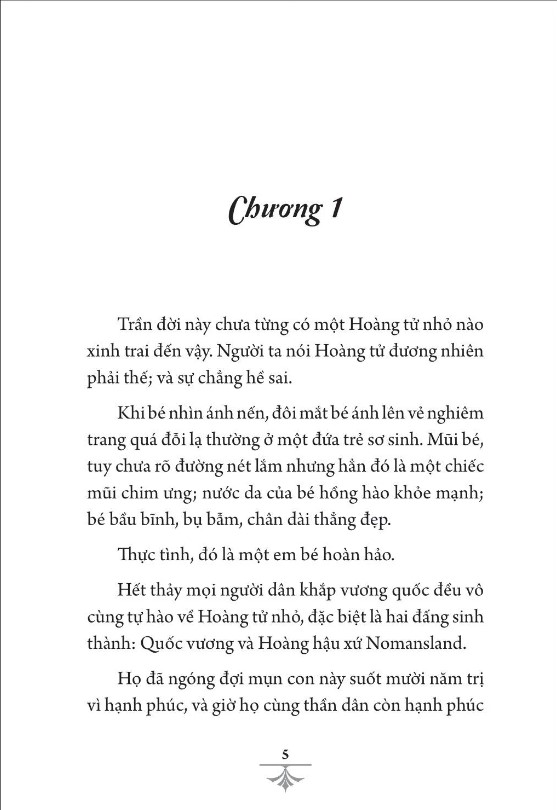 Chương 1
Trần đời này chưa từng có một Hoàng tử nhỏ nào
xinh trai đến vậy. Người ta nói Hoàng tử đương nhiên
phải thế; và sự chẳng hề sai.
Khi bé nhìn ánh nến, đôi mắt bé ánh lên vẻ nghiêm
trang quá đỗi lạ thường ở một đứa trẻ sơ sinh. Mũi bé,
tuy chưa rõ đường nét lắm nhưng hẳn đó là một chiếc
mũi chim ưng; nước da của bé hồng hào khỏe mạnh;
bé bầu bĩnh, bụ bẫm, chân dài thẳng đẹp.
Thực tình, đó là một em bé hoàn hảo.
Hết thảy mọi người dân khắp vương quốc đều vô
cùng tự hào về Hoàng tử nhỏ, đặc biệt là hai đấng sinh
thành: Quốc vương và Hoàng hậu xứ Nomansland.
Họ đã ngóng đợi mụn con này suốt mười năm trị
vì hạnh phúc, và giờ họ cùng thần dân còn hạnh phúc
5